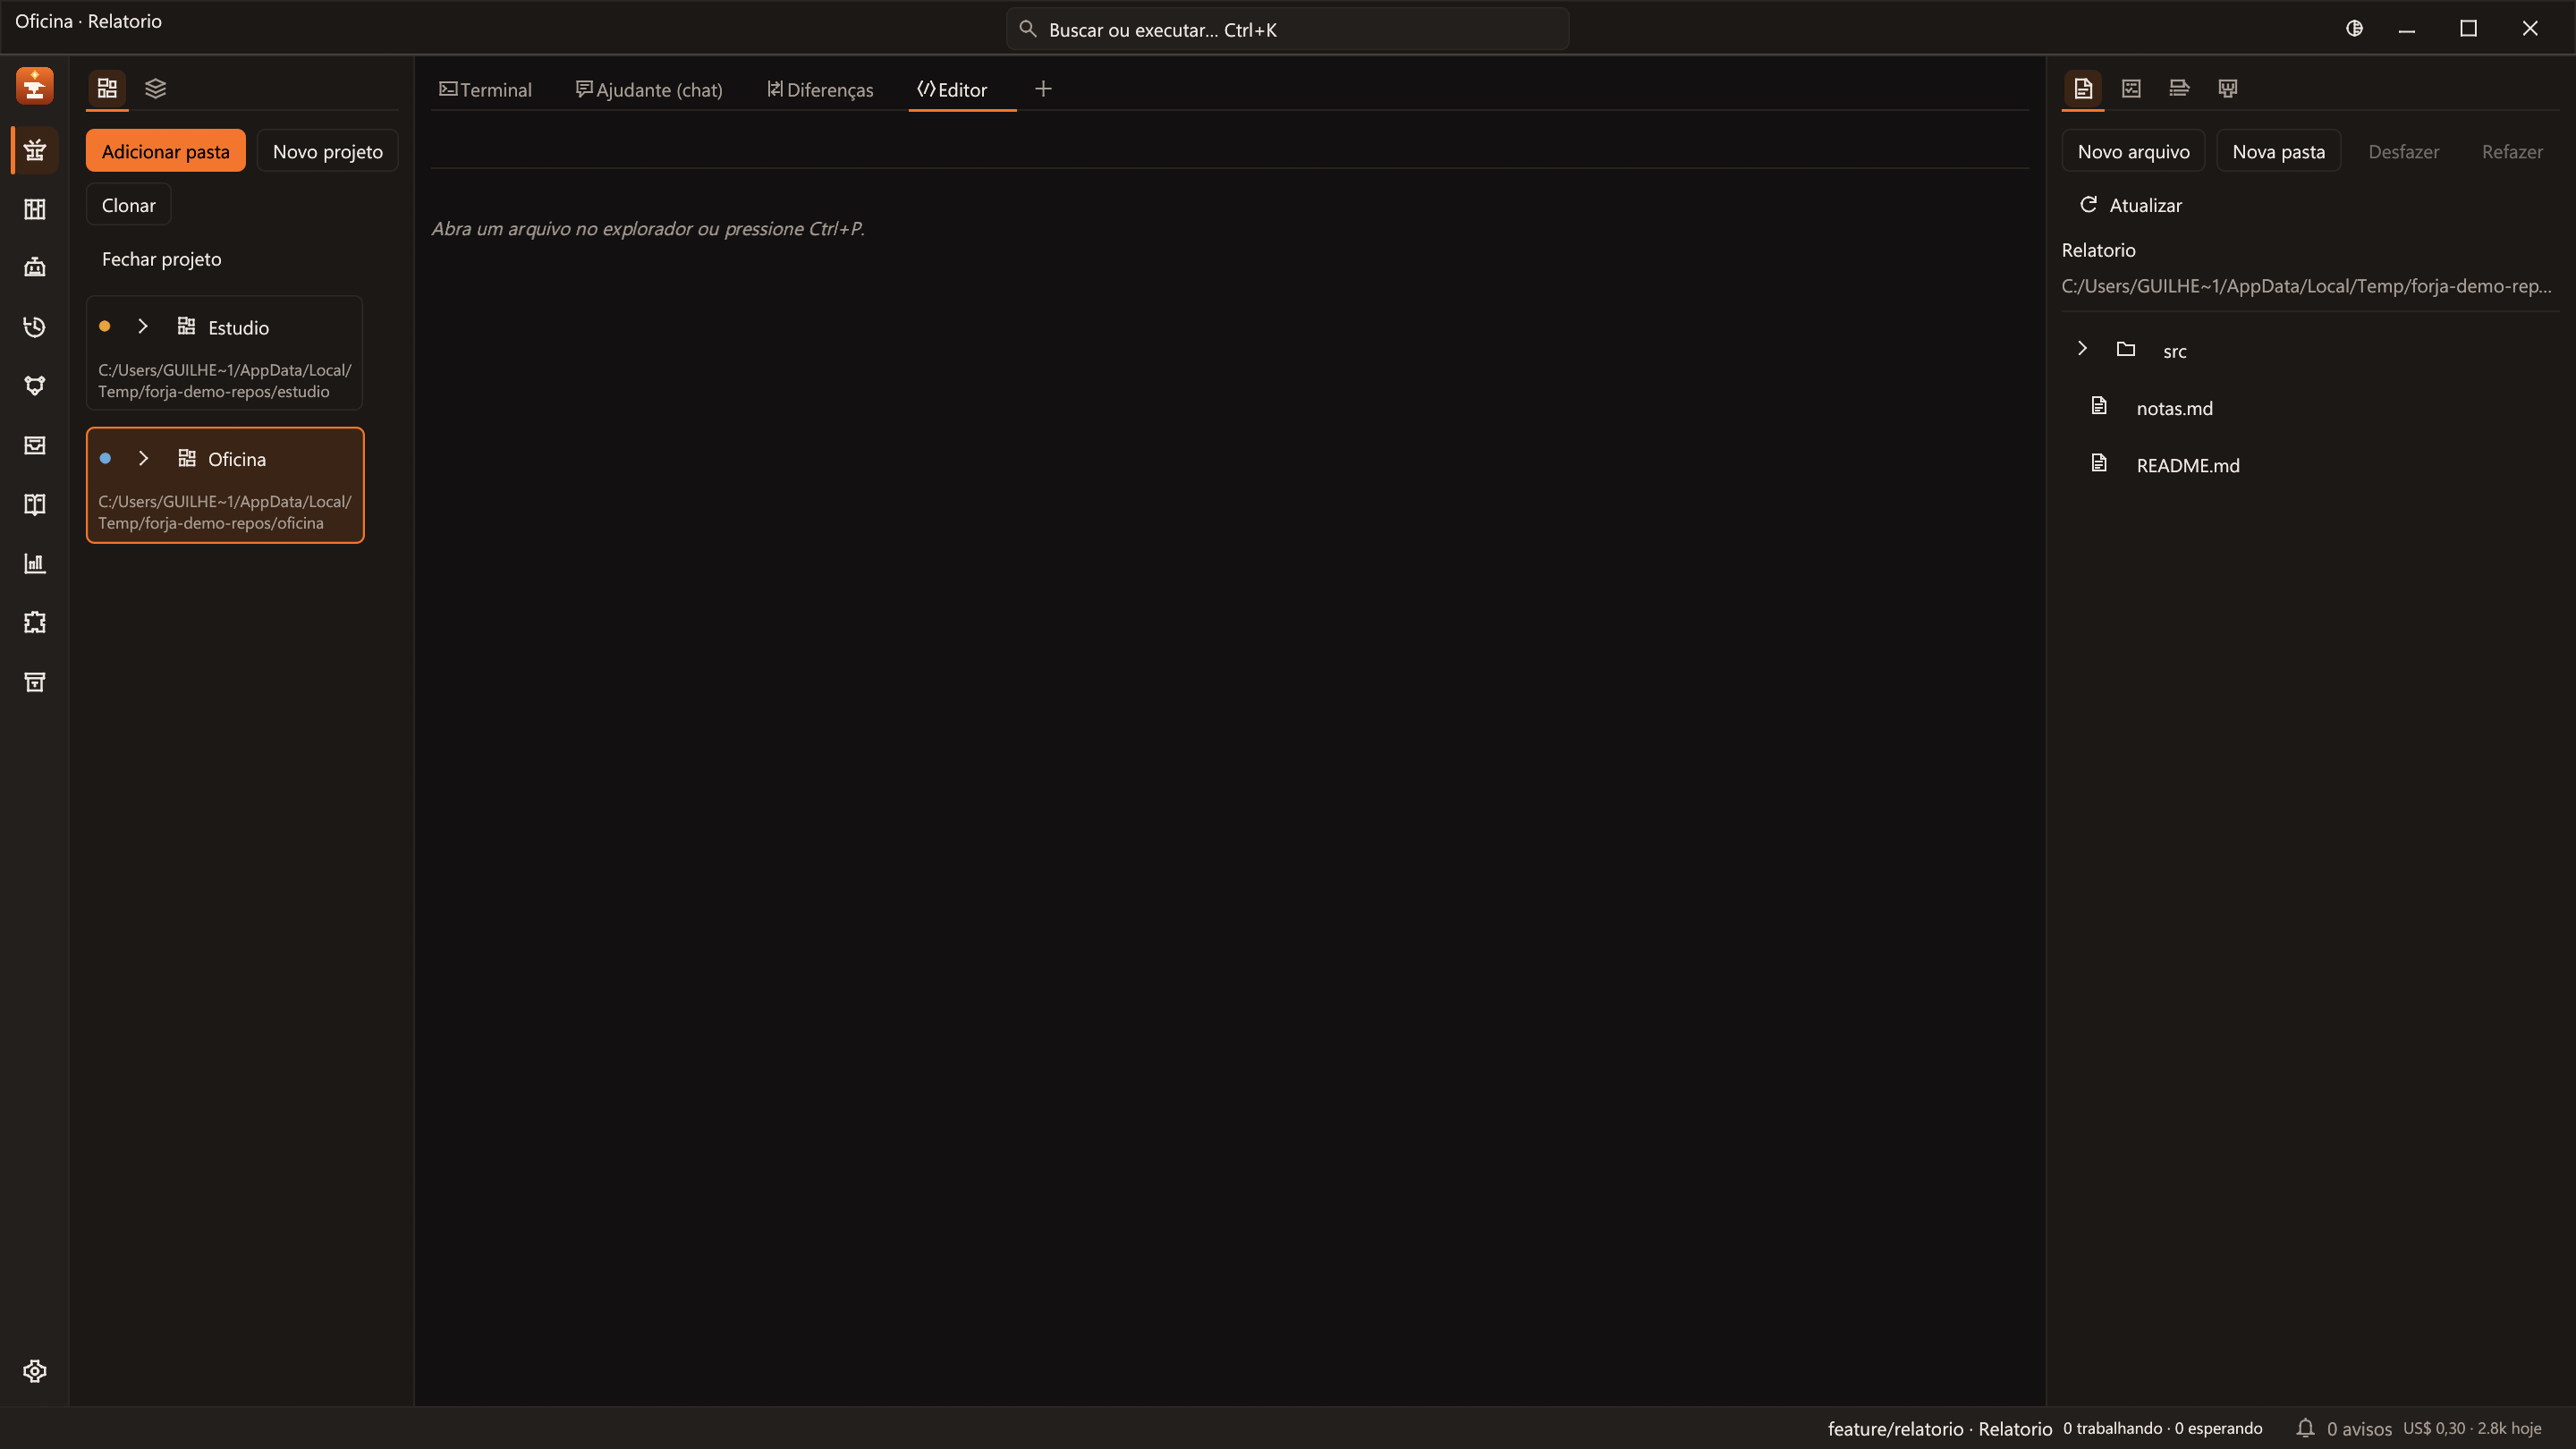 Oficina · Relatorio
Buscar ou executar... Ctrl+K
Terminal
Ajudante (chat)
Diferenças
Editor
Adicionar pasta
Novo projeto
Clonar
Fechar projeto
Estudio
C:/Users/GUILHE~1/AppData/Local/
Temp/forja-demo-repos/estudio
Oficina
C:/Users/GUILHE~1/AppData/Local/
Temp/forja-demo-repos/oficina
Abra um arquivo no explorador ou pressione Ctrl+P.
Novo arquivo
Nova pasta
Desfazer
Refazer
Atualizar
Relatorio
C:/Users/GUILHE~1/AppData/Local/Temp/forja-demo-rep...
src
notas.md
README.md
feature/relatorio · Relatorio
0 trabalhando · 0 esperando
0 avisos
US$ 0,30 · 2.8k hoje